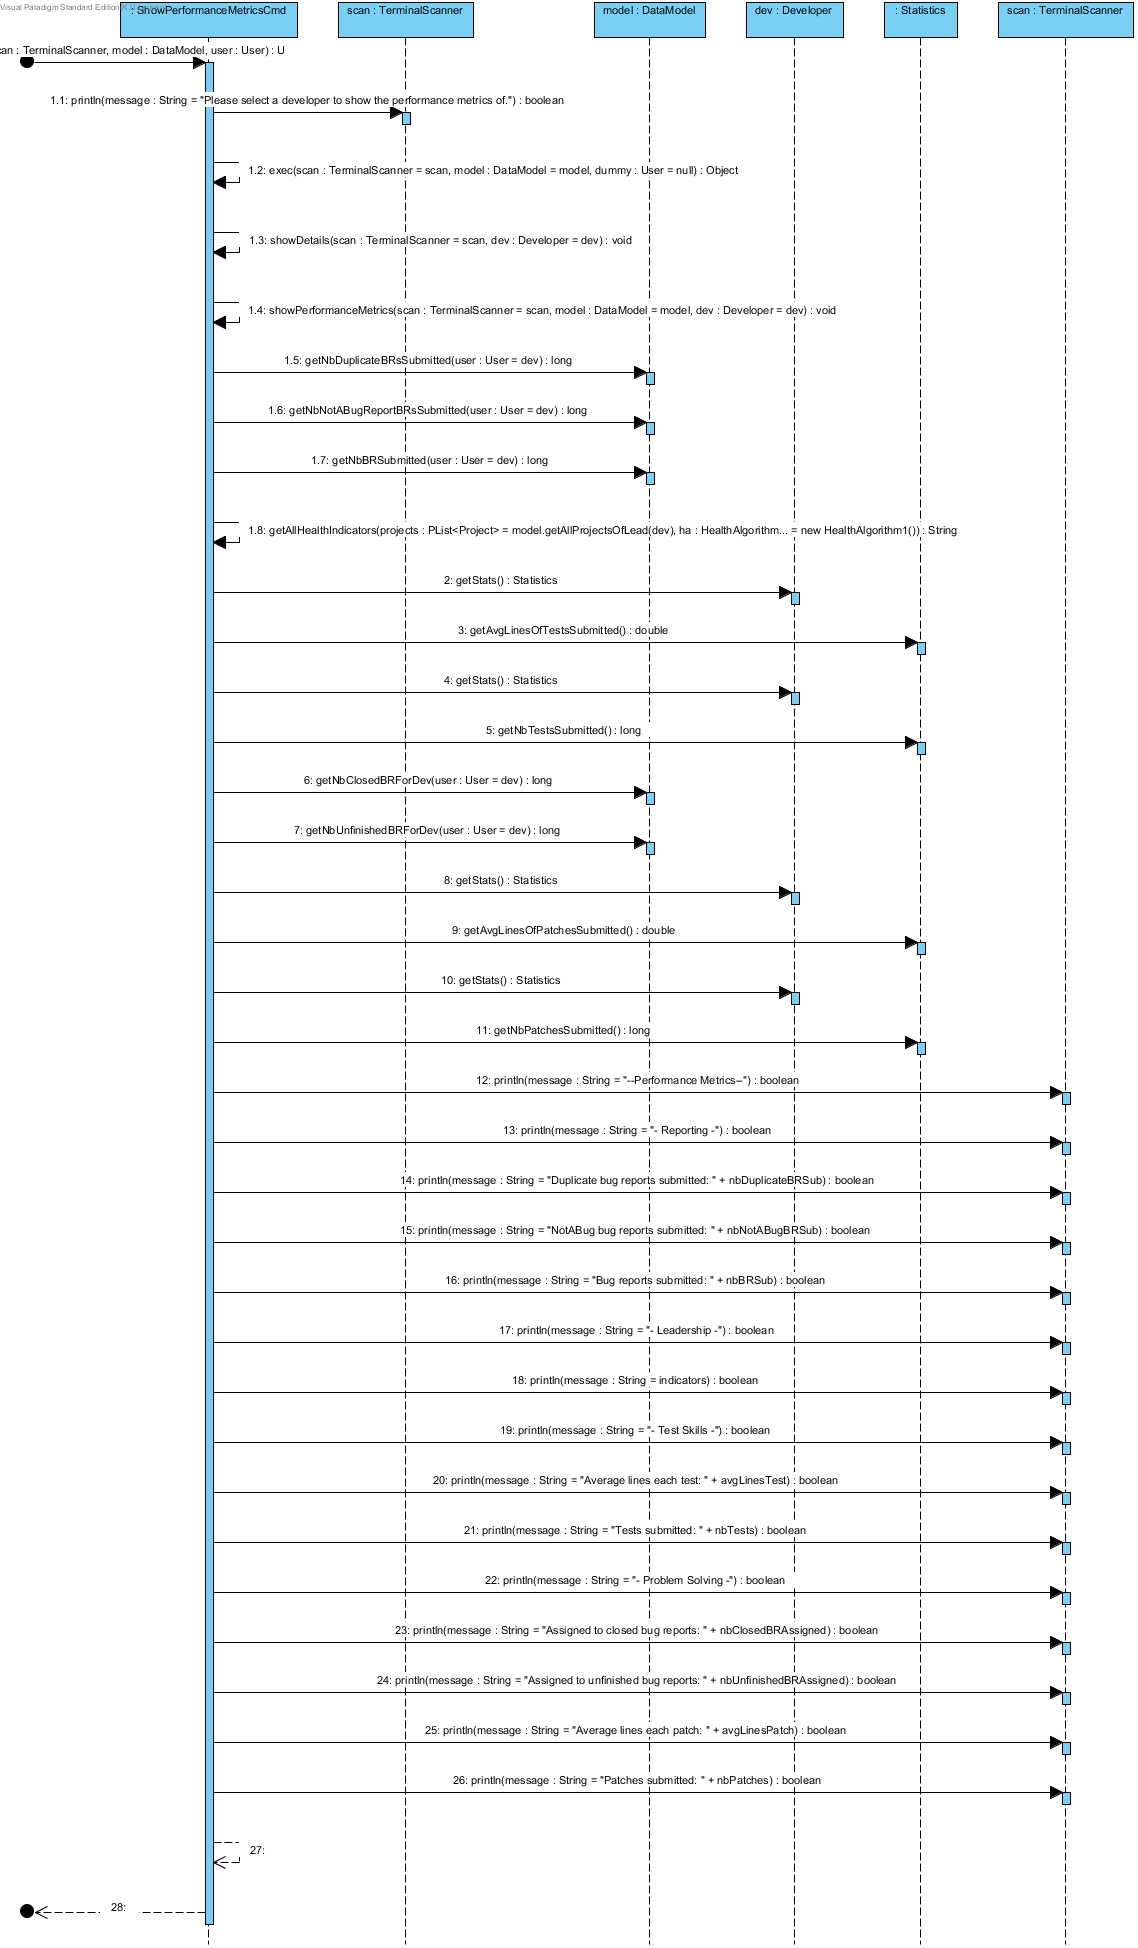 Visual Paradigm Standard Edition
: ShowPerformanceMetricsCmd
scan : TerminalScanner
model : DataModel
dev : Developer
: Statistics
scan : TerminalScanner
an : TerminalScanner, model : DataModel, user : User) : U
1.1: println(message : String = "Please select a developer to show the performance metrics of.") : boolean
1.2: exec(scan : TerminalScanner = scan, model : DataModel = model, dummy : User = null) : Object
1.3: showDetails(scan : TerminalScanner = scan, dev : Developer = dev) : void
1.4: showPerformanceMetrics(scan : TerminalScanner = scan, model : DataModel = model, dev : Developer = dev) : void
1.5: getNbDuplicateBRsSubmitted(user : User = dev) : long
1.6: getNbNotABugReportBRsSubmitted(user : User = dev) : long
1.7: getNbBRSubmitted(user : User = dev) : long
1.8: getAllHealthIndicators(projects : PList<Project> = model.getAllProjectsOfLead(dev), ha : HealthAlgorithm... = new HealthAlgorithm1()) : String
2: getStats() : Statistics
3: getAvgLinesOfTestsSubmitted() : double
4: getStats() : Statistics
5: getNbTestsSubmitted() : long
6: getNbClosedBRForDev(user : User = dev) : long
7: getNbUnfinishedBRForDev(user : User = dev) : long
8: getStats() : Statistics
9: getAvgLinesOfPatchesSubmitted() : double
10: getStats() : Statistics
11: getNbPatchesSubmitted() : long
12: println(message : String = "--Performance Metrics--") : boolean
13: println(message : String = "- Reporting -") : boolean
14: println(message : String = "Duplicate bug reports submitted: " + nbDuplicateBRSub) : boolean
15: println(message : String = "NotABug bug reports submitted: " + nbNotABugBRSub) : boolean
16: println(message : String = "Bug reports submitted: " + nbBRSub) : boolean
17: println(message : String = "- Leadership -") : boolean
18: println(message : String = indicators) : boolean
19: println(message : String = "- Test Skills -") : boolean
20: println(message : String = "Average lines each test: " + avgLinesTest) : boolean
21: println(message : String = "Tests submitted: " + nbTests) : boolean
22: println(message : String = "- Problem Solving -") : boolean
23: println(message : String = "Assigned to closed bug reports: " + nbClosedBRAssigned) : boolean
24: println(message : String = "Assigned to unfinished bug reports: " + nbUnfinishedBRAssigned) : boolean
25: println(message : String = "Average lines each patch: " + avgLinesPatch) : boolean
26: println(message : String = "Patches submitted: " + nbPatches) : boolean
27:
28: